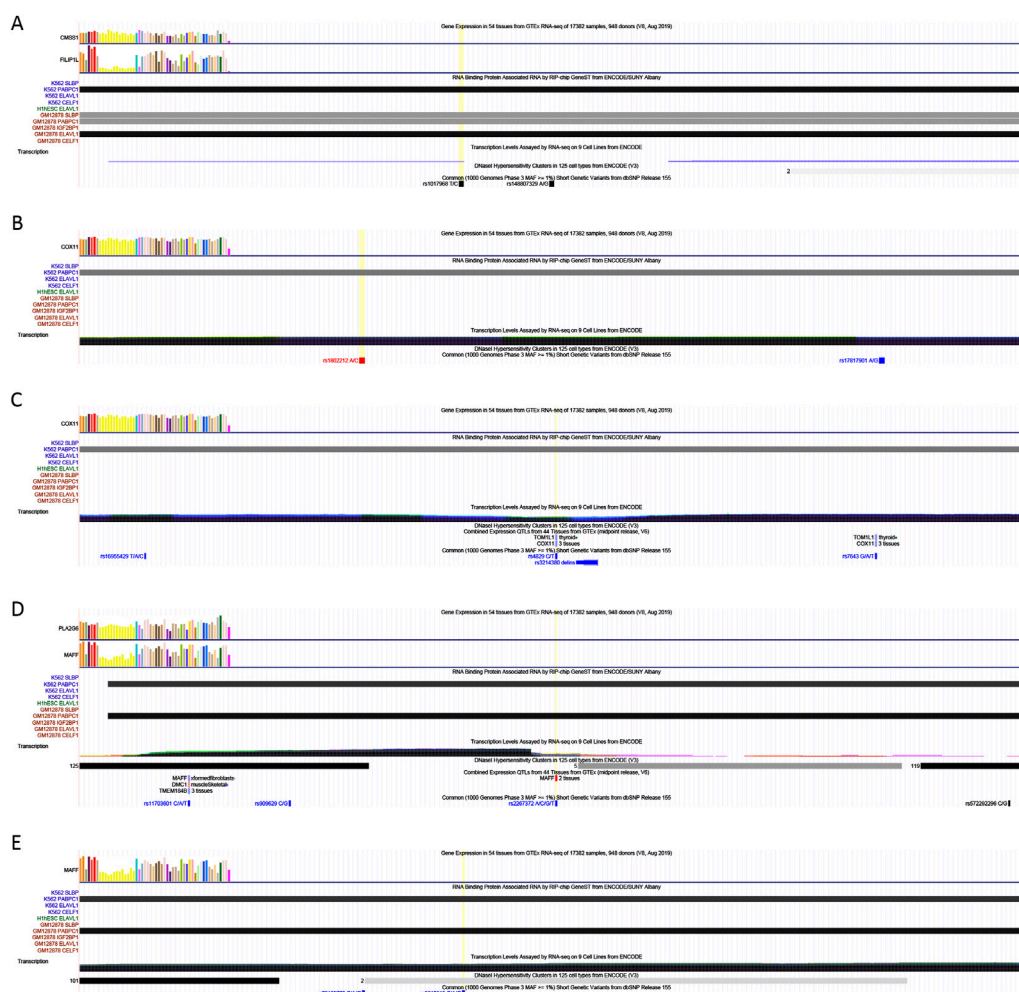 A
Gene Expression in 54 tissues from GTEx RNA-seq of 17382 samples, 948 donors (V8, Aug 2019)
CMSS1
FILIP1L
RNA Binding Protein Associated RNA by RIP-chip GeneST from ENCODE/SUNY Albany
K562 SLBP
K562 PABPC1
K562 ELAVL1
K562 CELF1
H1hESC ELAVL1
GM12878 SLBP
GM12878 PABPC1
GM12878 IGF2BP1
GM12878 ELAVL1
GM12878 CELF1
Transcription Levels Assayed by RNA-seq on 9 Cell Lines from ENCODE
Transcription
DNaseI Hypersensitivity Clusters in 125 cell types from ENCODE (V3)
2
Common (1000 Genomes Phase 3 MAF >= 1%) Short Genetic Variants from dbSNP Release 155
rs1017968 T/C
rs148807329 A/G
B
Gene Expression in 54 tissues from GTEx RNA-seq of 17382 samples, 948 donors (V8, Aug 2019)
COX11
RNA Binding Protein Associated RNA by RIP-chip GeneST from ENCODE/SUNY Albany
K562 SLBP
K562 PABPC1
K562 ELAVL1
K562 CELF1
H1hESC ELAVL1
GM12878 SLBP
GM12878 PABPC1
GM12878 IGF2BP1
GM12878 ELAVL1
GM12878 CELF1
Transcription Levels Assayed by RNA-seq on 9 Cell Lines from ENCODE
Transcription
DNaseI Hypersensitivity Clusters in 125 cell types from ENCODE (V3)
Common (1000 Genomes Phase 3 MAF >= 1%) Short Genetic Variants from dbSNP Release 155
rs1802212 A/C
rs17817901 A/G
C
Gene Expression in 54 tissues from GTEx RNA-seq of 17382 samples, 948 donors (V8, Aug 2019)
COX11
RNA Binding Protein Associated RNA by RIP-chip GeneST from ENCODE/SUNY Albany
K562 SLBP
K562 PABPC1
K562 ELAVL1
K562 CELF1
H1hESC ELAVL1
GM12878 SLBP
GM12878 PABPC1
GM12878 IGF2BP1
GM12878 ELAVL1
GM12878 CELF1
Transcription Levels Assayed by RNA-seq on 9 Cell Lines from ENCODE
Transcription
DNaseI Hypersensitivity Clusters in 125 cell types from ENCODE (V3)
Combined Expression QTLs from 44 Tissues from GTEx (midpoint release, V6)
TOM1L1 thyroid+
TOM1L1 thyroid+
COX11 3 tissues
COX11 3 tissues
Common (1000 Genomes Phase 3 MAF >= 1%) Short Genetic Variants from dbSNP Release 155
rs16955429 T/A/C
rs4829 C/T
rs7643 G/A/T
rs3214380 delins
D
Gene Expression in 54 tissues from GTEx RNA-seq of 17382 samples, 948 donors (V8, Aug 2019)
PLA2G6
MAFF
RNA Binding Protein Associated RNA by RIP-chip GeneST from ENCODE/SUNY Albany
K562 SLBP
K562 PABPC1
K562 ELAVL1
K562 CELF1
H1hESC ELAVL1
GM12878 SLBP
GM12878 PABPC1
GM12878 IGF2BP1
GM12878 ELAVL1
GM12878 CELF1
Transcription Levels Assayed by RNA-seq on 9 Cell Lines from ENCODE
Transcription
DNaseI Hypersensitivity Clusters in 125 cell types from ENCODE (V3)
125
5
119
Combined Expression QTLs from 44 Tissues from GTEx (midpoint release, V6)
MAFF xformedfibroblasts-
MAFF 2 tissues
DMC1 muscleSkeletal+
TMEM184B 3 tissues
Common (1000 Genomes Phase 3 MAF >= 1%) Short Genetic Variants from dbSNP Release 155
rs11703601 C/A/T
rs909629 C/G
rs2267372 A/C/G/T
rs572292296 C/G
E
Gene Expression in 54 tissues from GTEx RNA-seq of 17382 samples, 948 donors (V8, Aug 2019)
MAFF
RNA Binding Protein Associated RNA by RIP-chip GeneST from ENCODE/SUNY Albany
K562 SLBP
K562 PABPC1
K562 ELAVL1
K562 CELF1
H1hESC ELAVL1
GM12878 SLBP
GM12878 PABPC1
GM12878 IGF2BP1
GM12878 ELAVL1
GM12878 CELF1
Transcription Levels Assayed by RNA-seq on 9 Cell Lines from ENCODE
Transcription
DNaseI Hypersensitivity Clusters in 125 cell types from ENCODE (V3)
101
2
Common (1000 Genomes Phase 3 MAF >= 1%) Short Genetic Variants from dbSNP Release 155